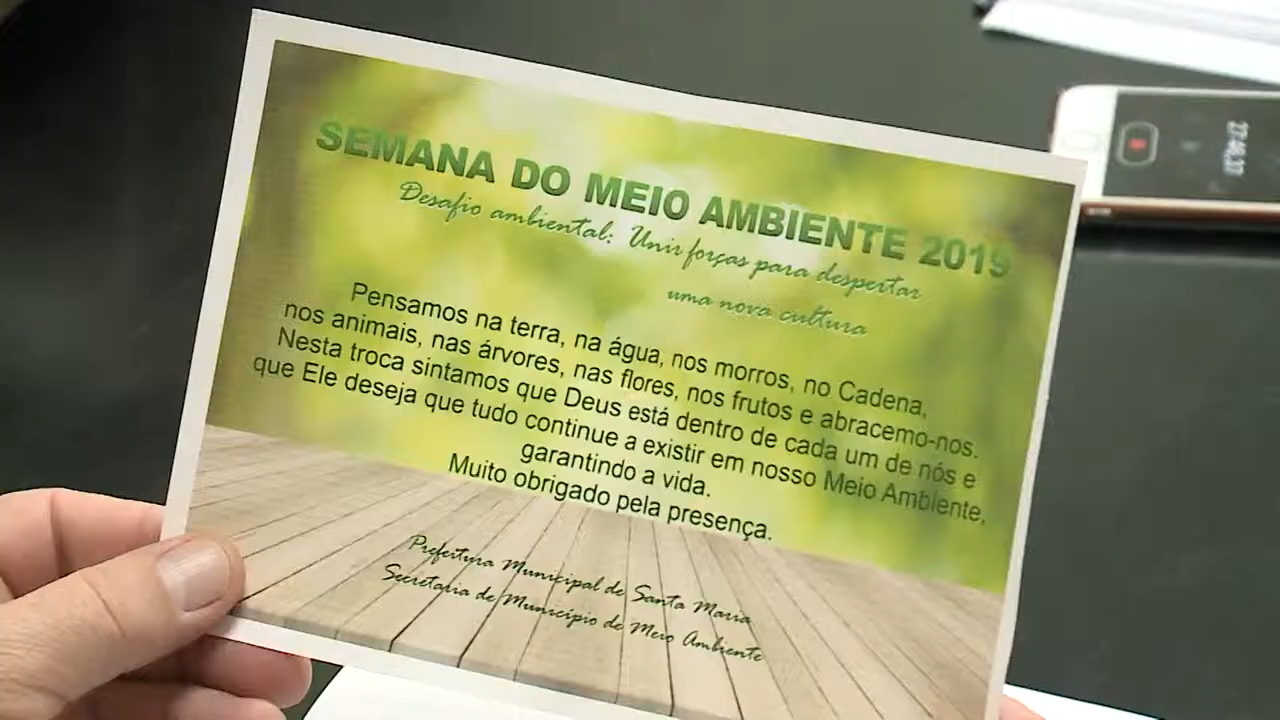 SEMANA DO MEIO AMBIENTE 2019
Desafio ambiental: Unir forças para despertar
uma nova cultura
Pensamos na terra, na água, nos morros, no Cadena,
nos animais, nas árvores, nas flores, nos frutos e abracemo-nos.
Nesta troca sintamos que Deus está dentro de cada um de nós e
que Ele deseja que tudo continue a existir em nosso Meio Ambiente,
garantindo a vida.
Muito obrigado pela presença.
Prefeitura Municipal de Santa Maria
Secretaria de Município de Meio Ambiente